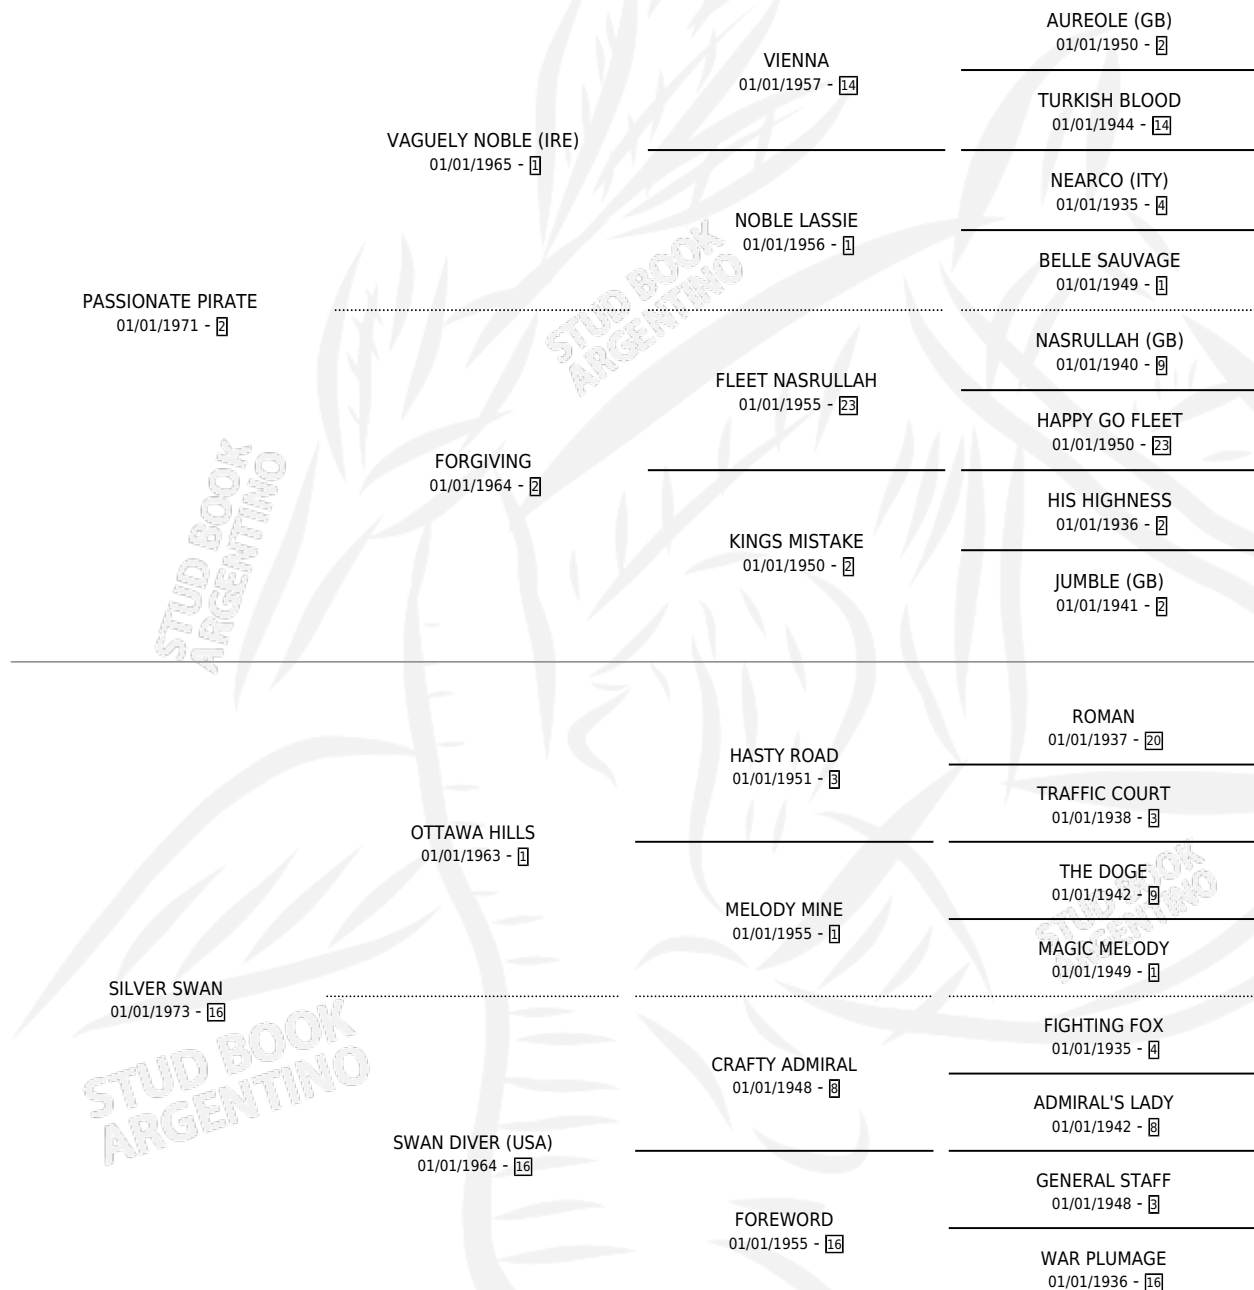 AUREOLE (GB)
01/01/1950 - 2
VIENNA
01/01/1957 - 14
TURKISH BLOOD
01/01/1944 - 14
VAGUELY NOBLE (IRE)
01/01/1965 - 1
NEARCO (ITY)
01/01/1935 - 4
NOBLE LASSIE
01/01/1956 - 1
BELLE SAUVAGE
01/01/1949 - 1
PASSIONATE PIRATE
01/01/1971 - 2
NASRULLAH (GB)
01/01/1940 - 9
FLEET NASRULLAH
01/01/1955 - 23
HAPPY GO FLEET
01/01/1950 - 23
FORGIVING
01/01/1964 - 2
HIS HIGHNESS
01/01/1936 - 2
KINGS MISTAKE
01/01/1950 - 2
JUMBLE (GB)
01/01/1941 - 2
ROMAN
01/01/1937 - 20
HASTY ROAD
01/01/1951 - 3
TRAFFIC COURT
01/01/1938 - 3
OTTAWA HILLS
01/01/1963 - 1
THE DOGE
01/01/1942 - 9
MELODY MINE
01/01/1955 - 1
MAGIC MELODY
01/01/1949 - 1
SILVER SWAN
01/01/1973 - 16
FIGHTING FOX
01/01/1935 - 4
CRAFTY ADMIRAL
01/01/1948 - 8
ADMIRAL'S LADY
01/01/1942 - 8
SWAN DIVER (USA)
01/01/1964 - 16
GENERAL STAFF
01/01/1948 - 3
FOREWORD
01/01/1955 - 16
WAR PLUMAGE
01/01/1936 - 16
STUD BOOK
ARGENTINO
STUD BOOK
ARGENTINO
STUD BOOK
ARGENTINO
STUD BOOK
ARGENTINO